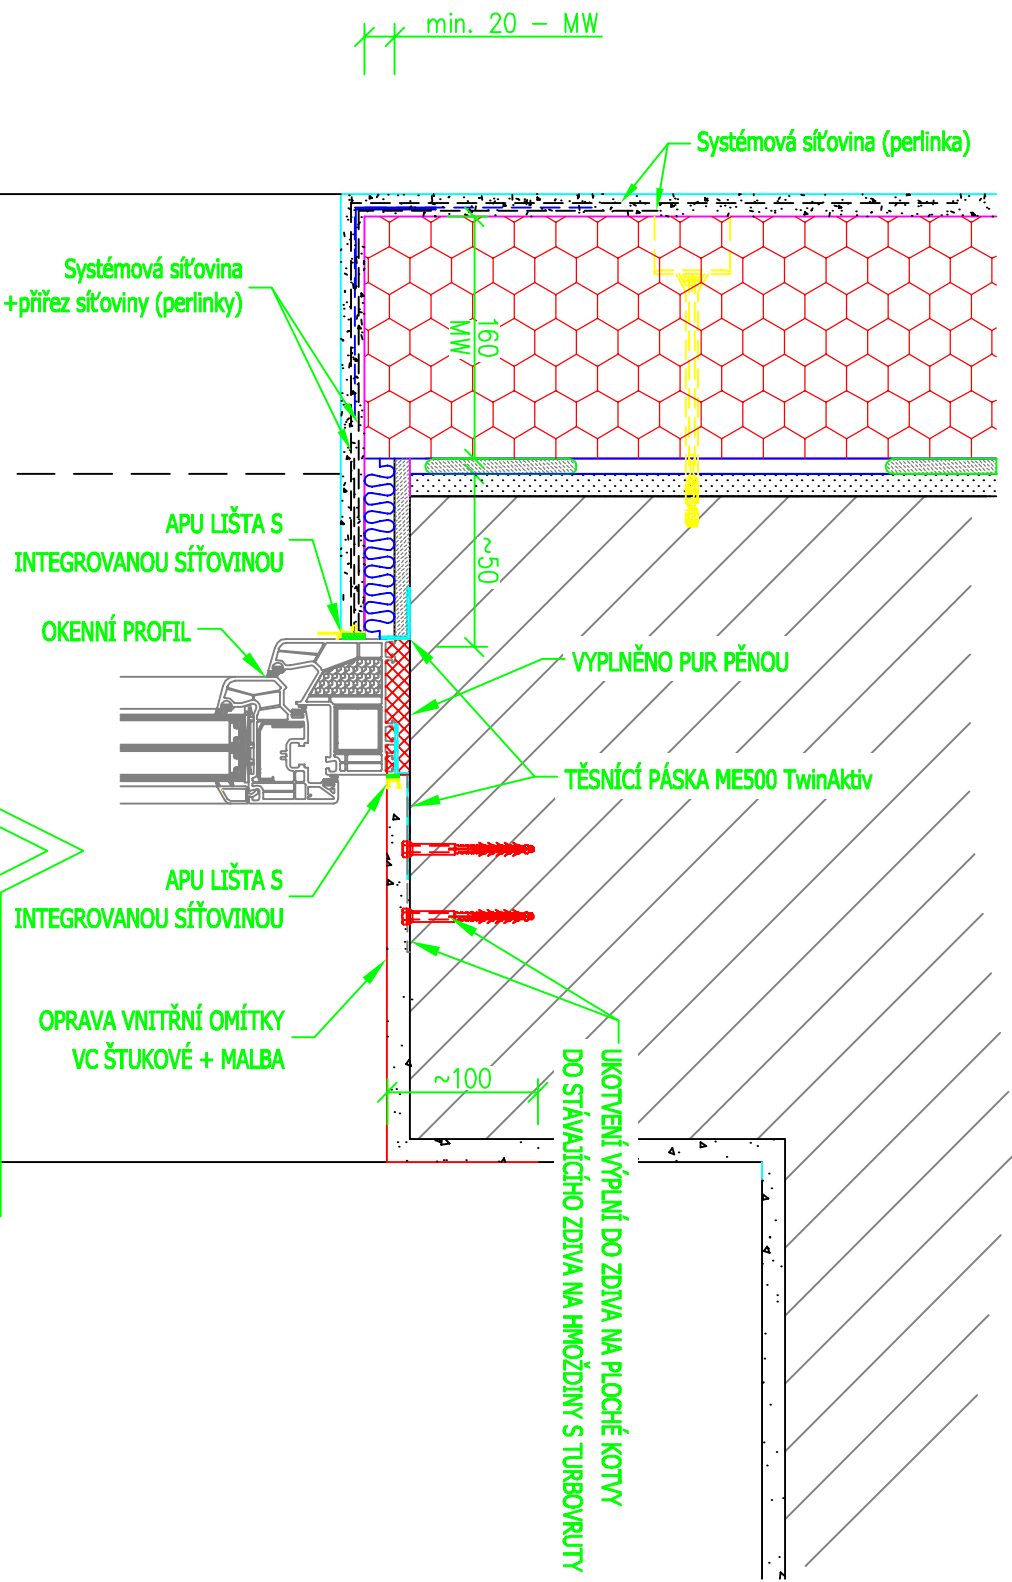 min. 20 – MW
Systémová síťovina (perlinka)
Systémová síťovina
+přířez síťoviny (perlinky)
160
MW
APU LIŠTA S
INTEGROVANOU SÍŤOVINOU
~50
OKENNÍ PROFIL
VYPLNĚNO PUR PĚNOU
TĚSNÍCÍ PÁSKA ME500 TwinAktiv
APU LIŠTA S
INTEGROVANOU SÍŤOVINOU
OPRAVA VNITŘNÍ OMÍTKY
VC ŠTUKOVÉ + MALBA
~100
UKOTVENÍ VÝPLNÍ DO ZDIVA NA PLOCHÉ KOTVY
DO STÁVAJÍCÍHO ZDIVA NA HMOŽDINY S TURBOVRUTY